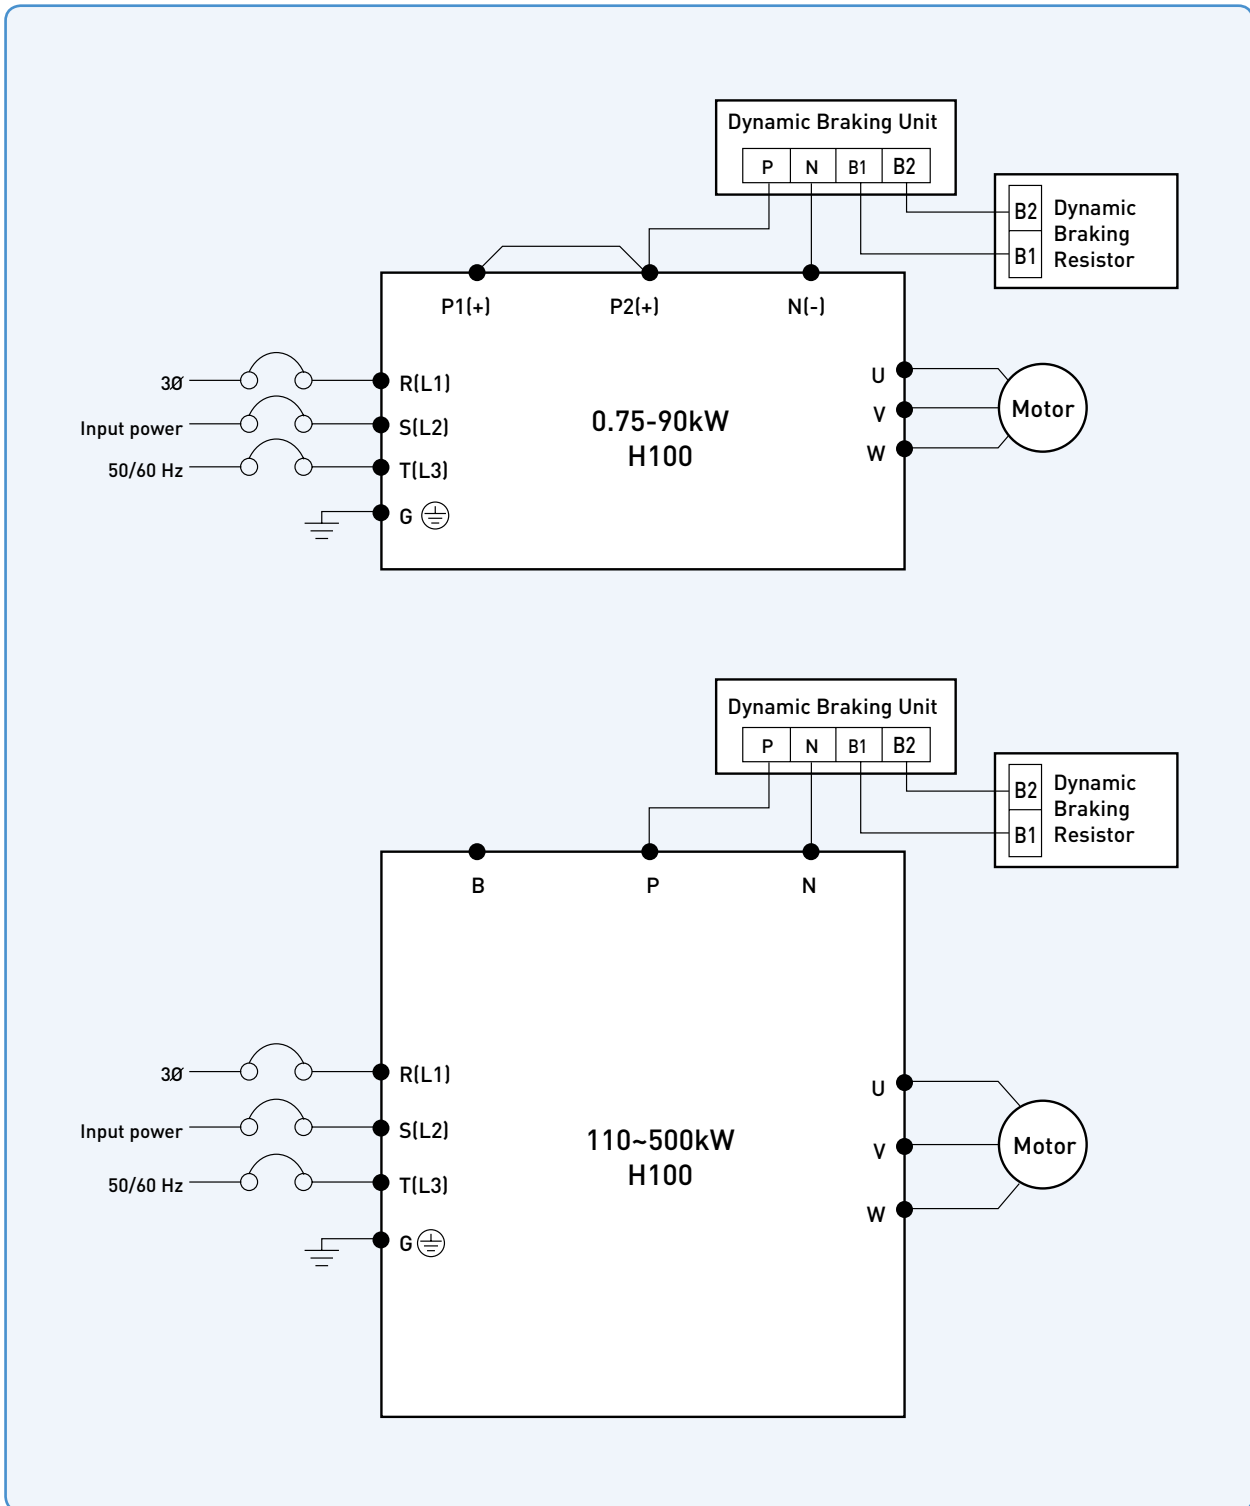 Dynamic Braking Unit
P N B1 B2
B2 Dynamic
Braking
B1 Resistor
P1(+) P2(+) N(-)
3Ø R(L1)
Input power S(L2)
50/60 Hz T(L3)
G
0.75-90kW
H100
U
V
W
Motor
Dynamic Braking Unit
P N B1 B2
B2 Dynamic
Braking
B1 Resistor
B P N
3Ø R(L1)
Input power S(L2)
50/60 Hz T(L3)
G
110~500kW
H100
U
V
W
Motor